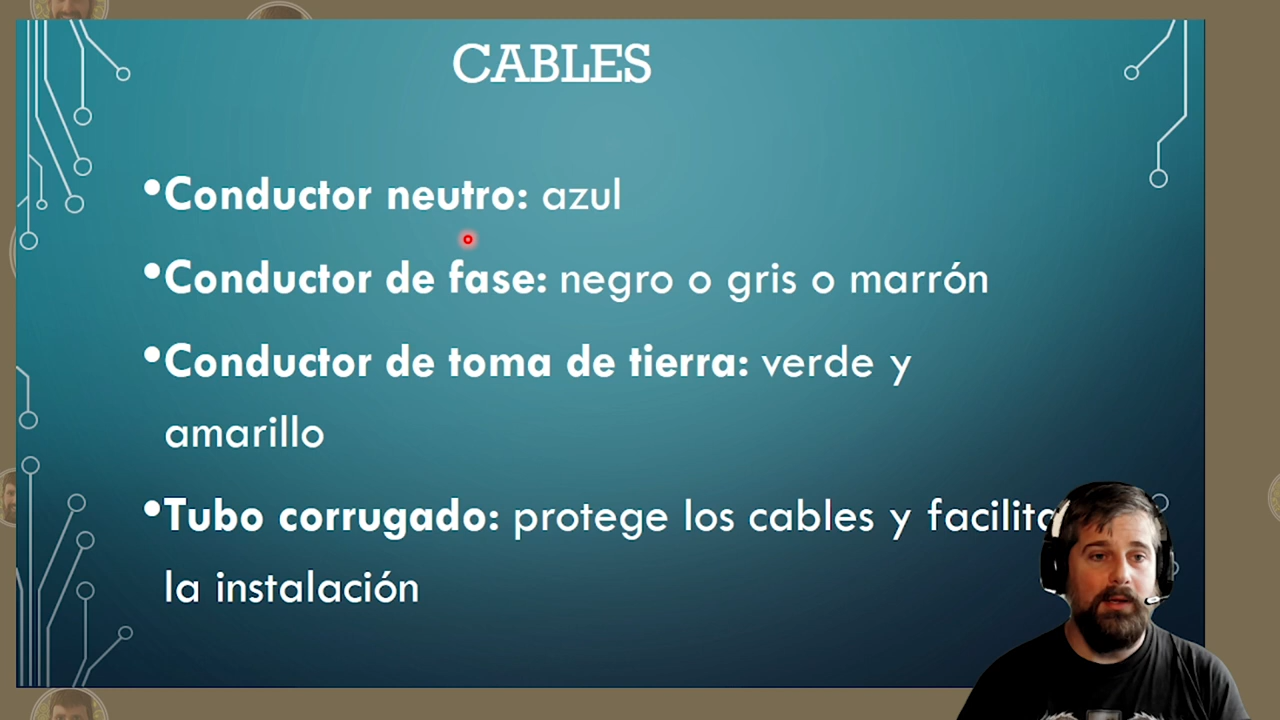 CABLES
•Conductor neutro: azul
•Conductor de fase: negro o gris o marrón
•Conductor de toma de tierra: verde y
amarillo
•Tubo corrugado: protege los cables y facilita
la instalación